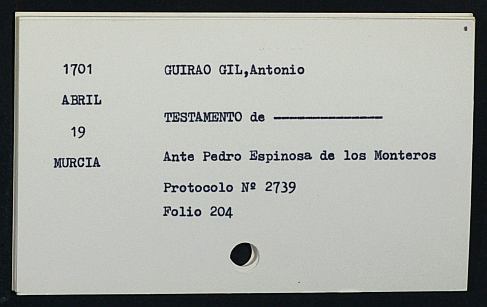 1701 GUIRAO GIL,Antonio
ABRIL
TESTAMENTO de ----------------
19
MURCIA Ante Pedro Espinosa de los Monteros
Protocolo Nº 2739
Folio 204